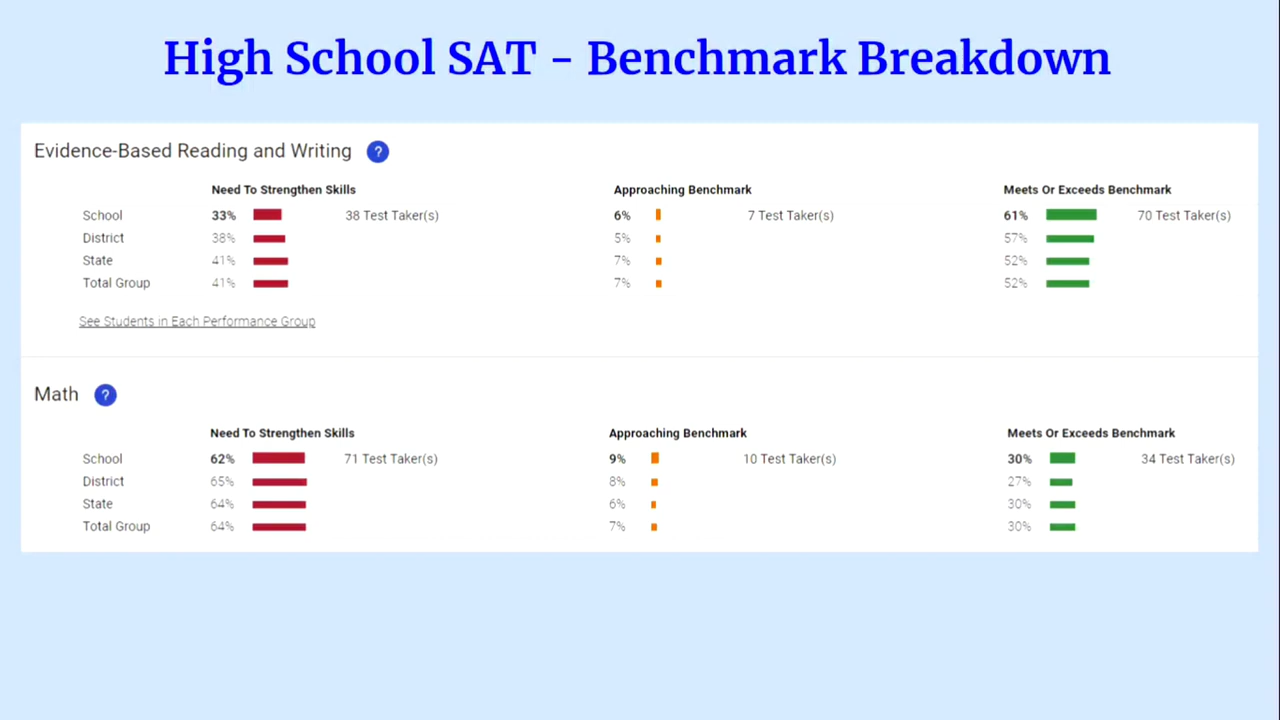 High School SAT - Benchmark Breakdown
Evidence-Based Reading and Writing ?
Need To Strengthen Skills Approaching Benchmark Meets Or Exceeds Benchmark
School 33% 38 Test Taker(s) 6% 7 Test Taker(s) 61% 70 Test Taker(s)
District 38% 5% 57%
State 41% 7% 52%
Total Group 41% 7% 52%
See Students in Each Performance Group
Math ?
Need To Strengthen Skills Approaching Benchmark Meets Or Exceeds Benchmark
School 62% 71 Test Taker(s) 9% 10 Test Taker(s) 30% 34 Test Taker(s)
District 65% 8% 27%
State 64% 6% 30%
Total Group 64% 7% 30%